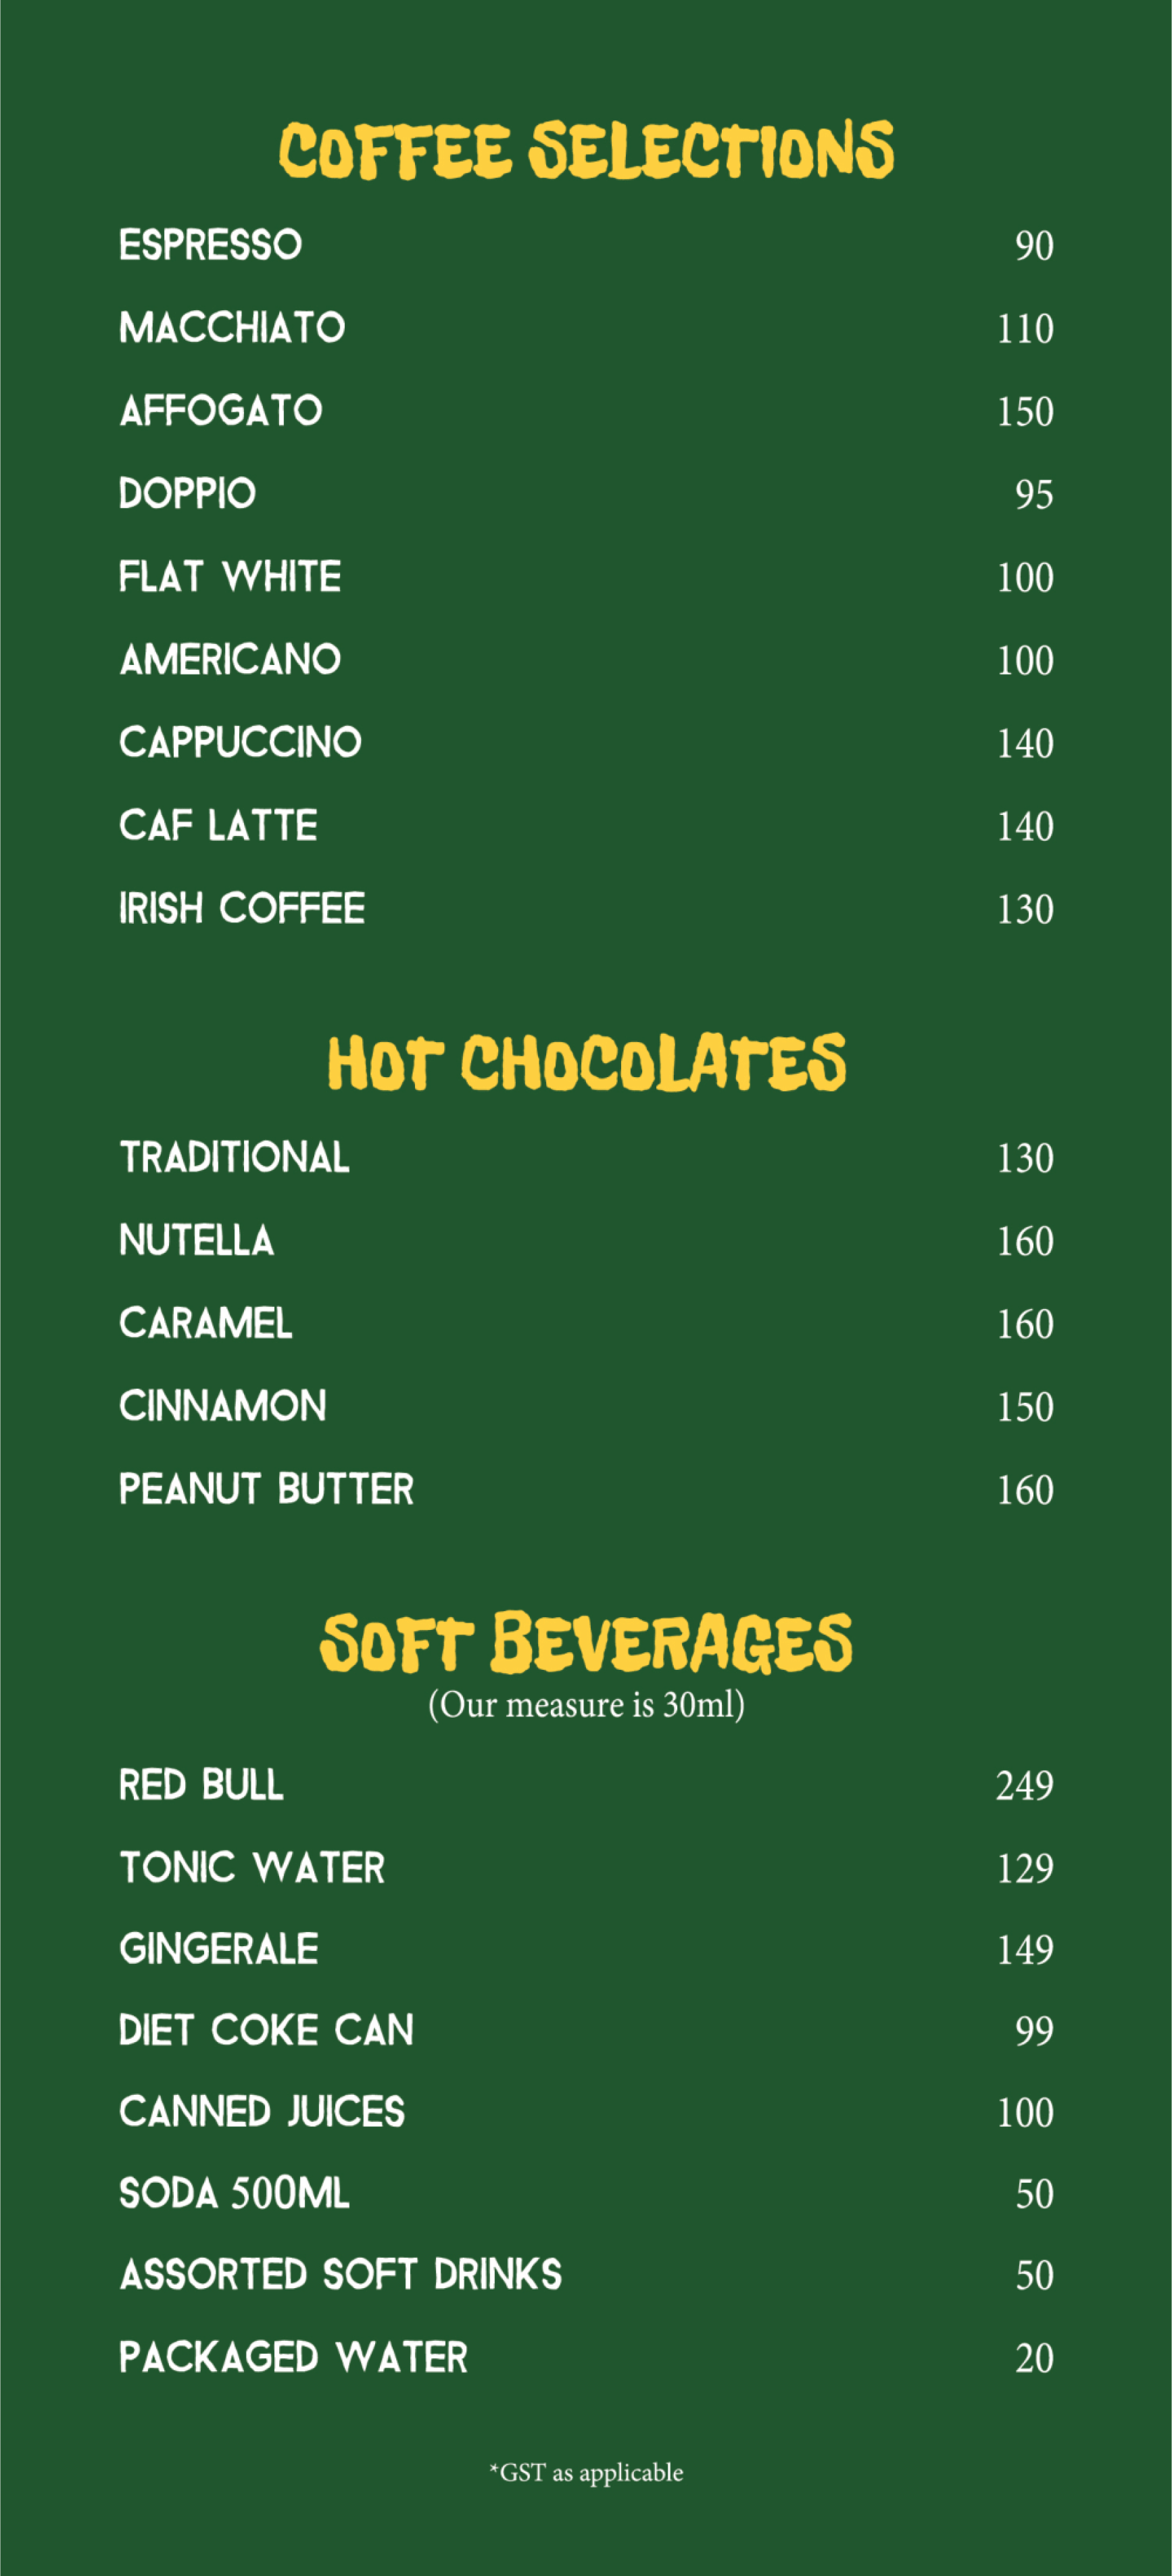 COFFEE SELECTIONS
ESPRESSO 90
MACCHIATO 110
AFFOGATO 150
DOPPIO 95
FLAT WHITE 100
AMERICANO 100
CAPPUCCINO 140
CAF LATTE 140
IRISH COFFEE 130
HOT CHOCOLATES
TRADITIONAL 130
NUTELLA 160
CARAMEL 160
CINNAMON 150
PEANUT BUTTER 160
SOFT BEVERAGES
(Our measure is 30ml)
RED BULL 249
TONIC WATER 129
GINGERALE 149
DIET COKE CAN 99
CANNED JUICES 100
SODA 500ML 50
ASSORTED SOFT DRINKS 50
PACKAGED WATER 20
*GST as applicable